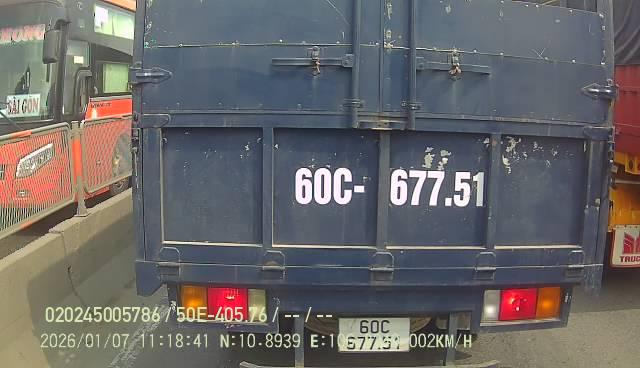 SÀI GÒN
60C- 677.51
TRUC
60C
677.51
020245005786 /50E-405.76 /--/--
2026/01/07 11:18:41 N:10.8939 002KM/H